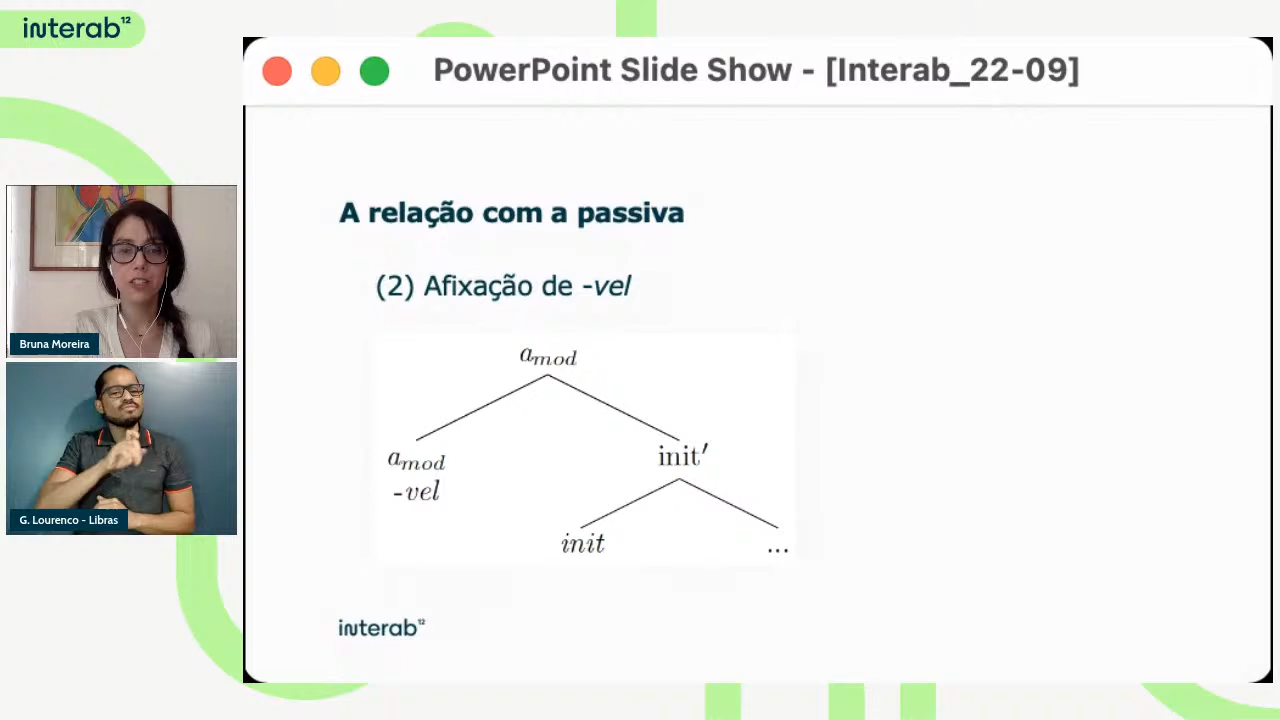 interab¹²
PowerPoint Slide Show - [Interab_22-09]
A relação com a passiva
(2) Afixação de -vel
a_mod
a_mod
init′
-vel
init
...
Bruna Moreira
G. Lourenco - Libras
interab¹²